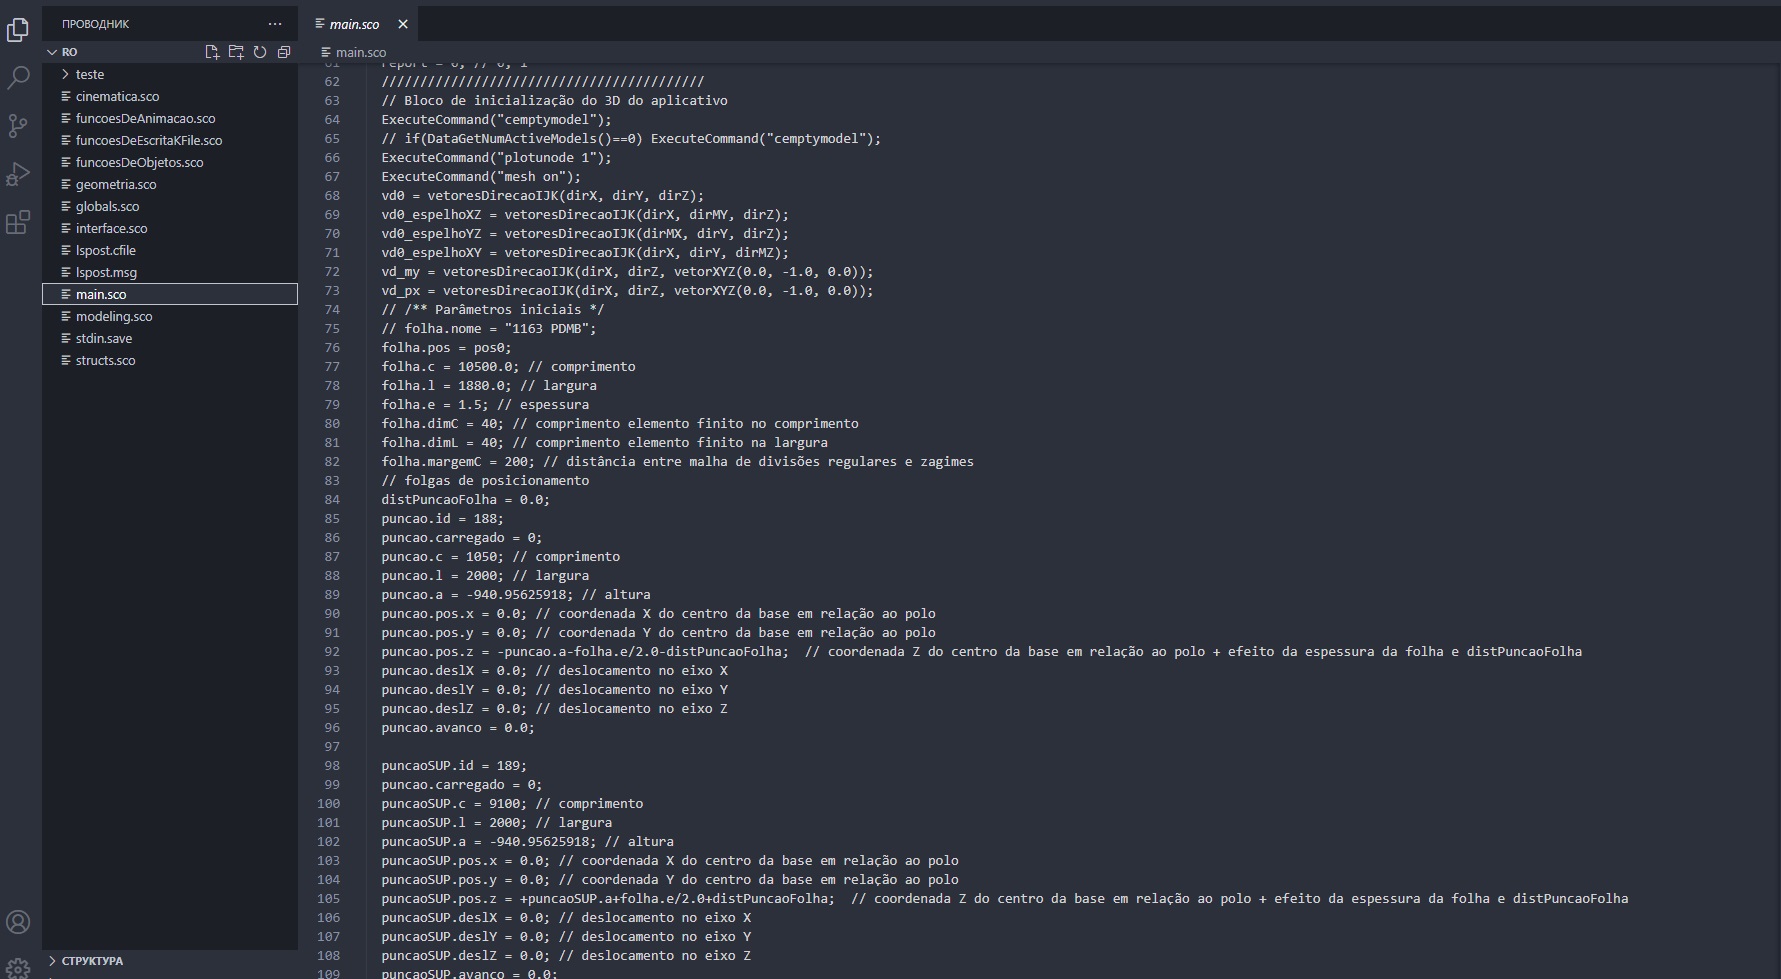 ПРОВОДНИК ...
RO
teste
cinematica.sco
funcoesDeAnimacao.sco
funcoesDeEscritaKFile.sco
funcoesDeObjetos.sco
geometria.sco
globals.sco
interface.sco
lspost.cfile
lspost.msg
main.sco
modeling.sco
stdin.save
structs.sco
СТРУКТУРА
main.sco
main.sco
61 report = 0; // 0, 1
62 //////////////////////////////////////////
63 // Bloco de inicialização do 3D do aplicativo
64 ExecuteCommand("cemptymodel");
65 // if(DataGetNumActiveModels()==0) ExecuteCommand("cemptymodel");
66 ExecuteCommand("plotunode 1");
67 ExecuteCommand("mesh on");
68 vd0 = vetoresDirecaoIJK(dirX, dirY, dirZ);
69 vd0_espelhoXZ = vetoresDirecaoIJK(dirX, dirMY, dirZ);
70 vd0_espelhoYZ = vetoresDirecaoIJK(dirMX, dirY, dirZ);
71 vd0_espelhoXY = vetoresDirecaoIJK(dirX, dirY, dirMZ);
72 vd_my = vetoresDirecaoIJK(dirX, dirZ, vetorXYZ(0.0, -1.0, 0.0));
73 vd_px = vetoresDirecaoIJK(dirX, dirZ, vetorXYZ(0.0, -1.0, 0.0));
74 // /** Parâmetros iniciais */
75 // folha.nome = "1163 PDMB";
76 folha.pos = pos0;
77 folha.c = 10500.0; // comprimento
78 folha.l = 1880.0; // largura
79 folha.e = 1.5; // espessura
80 folha.dimC = 40; // comprimento elemento finito no comprimento
81 folha.dimL = 40; // comprimento elemento finito na largura
82 folha.margemC = 200; // distância entre malha de divisões regulares e zagimes
83 // folgas de posicionamento
84 distPuncaoFolha = 0.0;
85 puncao.id = 188;
86 puncao.carregado = 0;
87 puncao.c = 1050; // comprimento
88 puncao.l = 2000; // largura
89 puncao.a = -940.95625918; // altura
90 puncao.pos.x = 0.0; // coordenada X do centro da base em relação ao polo
91 puncao.pos.y = 0.0; // coordenada Y do centro da base em relação ao polo
92 puncao.pos.z = -puncao.a-folha.e/2.0-distPuncaoFolha;  // coordenada Z do centro da base em relação ao polo + efeito da espessura da folha e distPuncaoFolha
93 puncao.deslX = 0.0; // deslocamento no eixo X
94 puncao.deslY = 0.0; // deslocamento no eixo Y
95 puncao.deslZ = 0.0; // deslocamento no eixo Z
96 puncao.avanco = 0.0;
97
98 puncaoSUP.id = 189;
99 puncao.carregado = 0;
100 puncaoSUP.c = 9100; // comprimento
101 puncaoSUP.l = 2000; // largura
102 puncaoSUP.a = -940.95625918; // altura
103 puncaoSUP.pos.x = 0.0; // coordenada X do centro da base em relação ao polo
104 puncaoSUP.pos.y = 0.0; // coordenada Y do centro da base em relação ao polo
105 puncaoSUP.pos.z = +puncaoSUP.a+folha.e/2.0+distPuncaoFolha;  // coordenada Z do centro da base em relação ao polo + efeito da espessura da folha e distPuncaoFolha
106 puncaoSUP.deslX = 0.0; // deslocamento no eixo X
107 puncaoSUP.deslY = 0.0; // deslocamento no eixo Y
108 puncaoSUP.deslZ = 0.0; // deslocamento no eixo Z
109 puncaoSUP.avanco = 0.0;